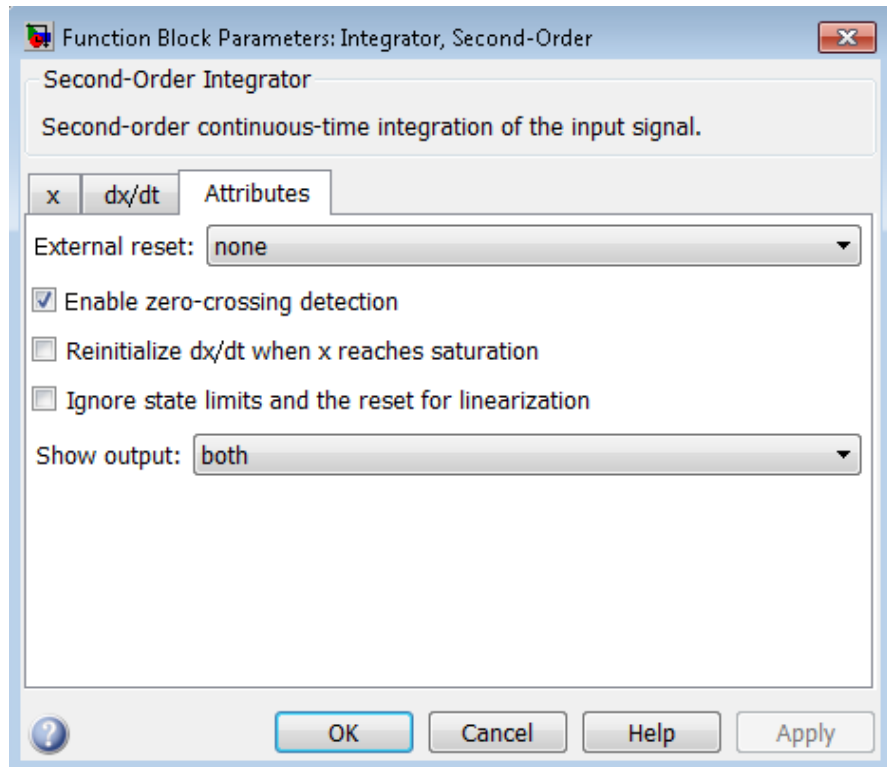 Function Block Parameters: Integrator, Second-Order
Second-Order Integrator
Second-order continuous-time integration of the input signal.
x dx/dt Attributes
External reset: none
Enable zero-crossing detection
Reinitialize dx/dt when x reaches saturation
Ignore state limits and the reset for linearization
Show output: both
OK Cancel Help Apply